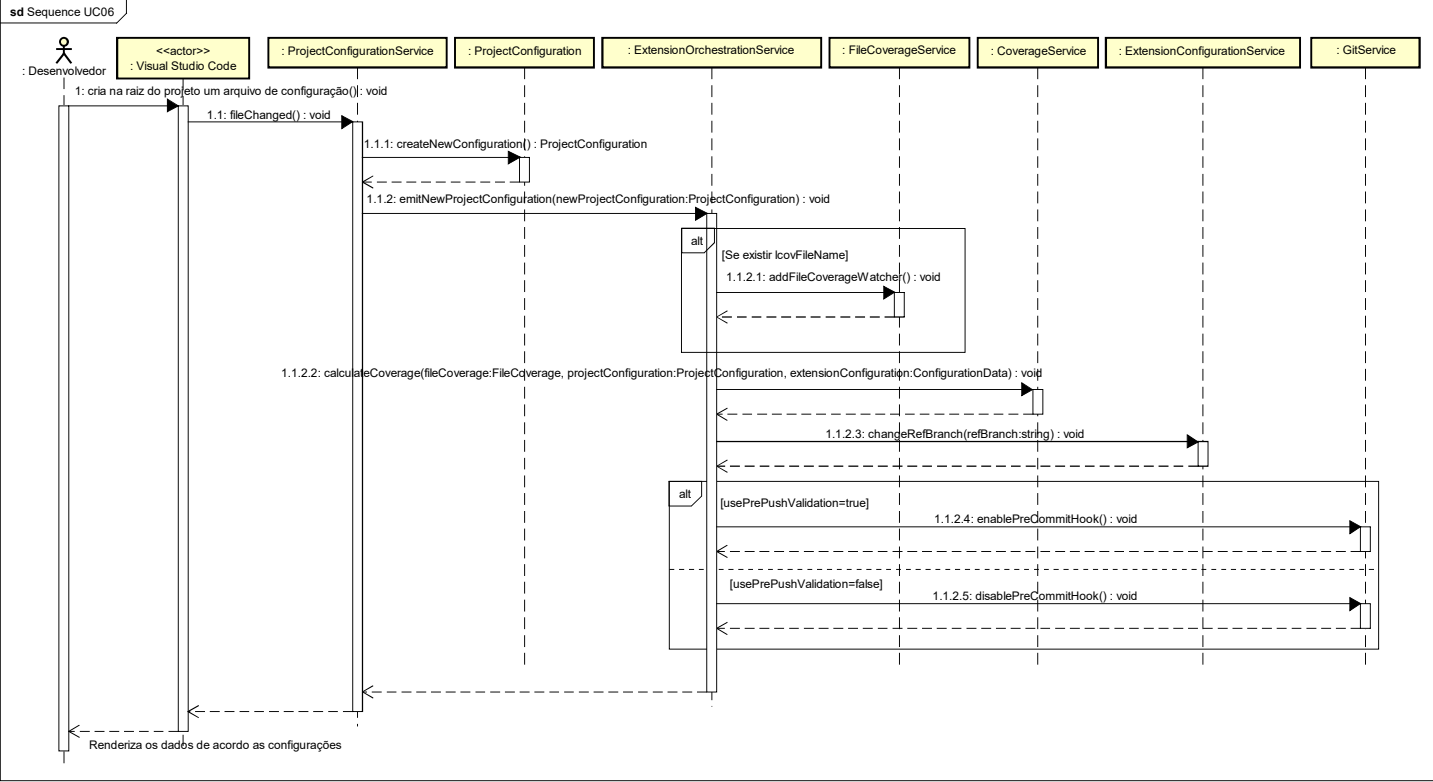 sd Sequence UC06
: Desenvolvedor
<<actor>>
: Visual Studio Code
: ProjectConfigurationService
: ProjectConfiguration
: ExtensionOrchestrationService
: FileCoverageService
: CoverageService
: ExtensionConfigurationService
: GitService
1: cria na raiz do projeto um arquivo de configuração() : void
1.1: fileChanged() : void
1.1.1: createNewConfiguration() : ProjectConfiguration
1.1.2: emitNewProjectConfiguration(newProjectConfiguration:ProjectConfiguration) : void
alt
[Se existir lcovFileName]
1.1.2.1: addFileCoverageWatcher() : void
1.1.2.2: calculateCoverage(fileCoverage:FileCoverage, projectConfiguration:ProjectConfiguration, extensionConfiguration:ConfigurationData) : void
1.1.2.3: changeRefBranch(refBranch:string) : void
alt
[usePrePushValidation=true]
1.1.2.4: enablePreCommitHook() : void
[usePrePushValidation=false]
1.1.2.5: disablePreCommitHook() : void
Renderiza os dados de acordo as configurações